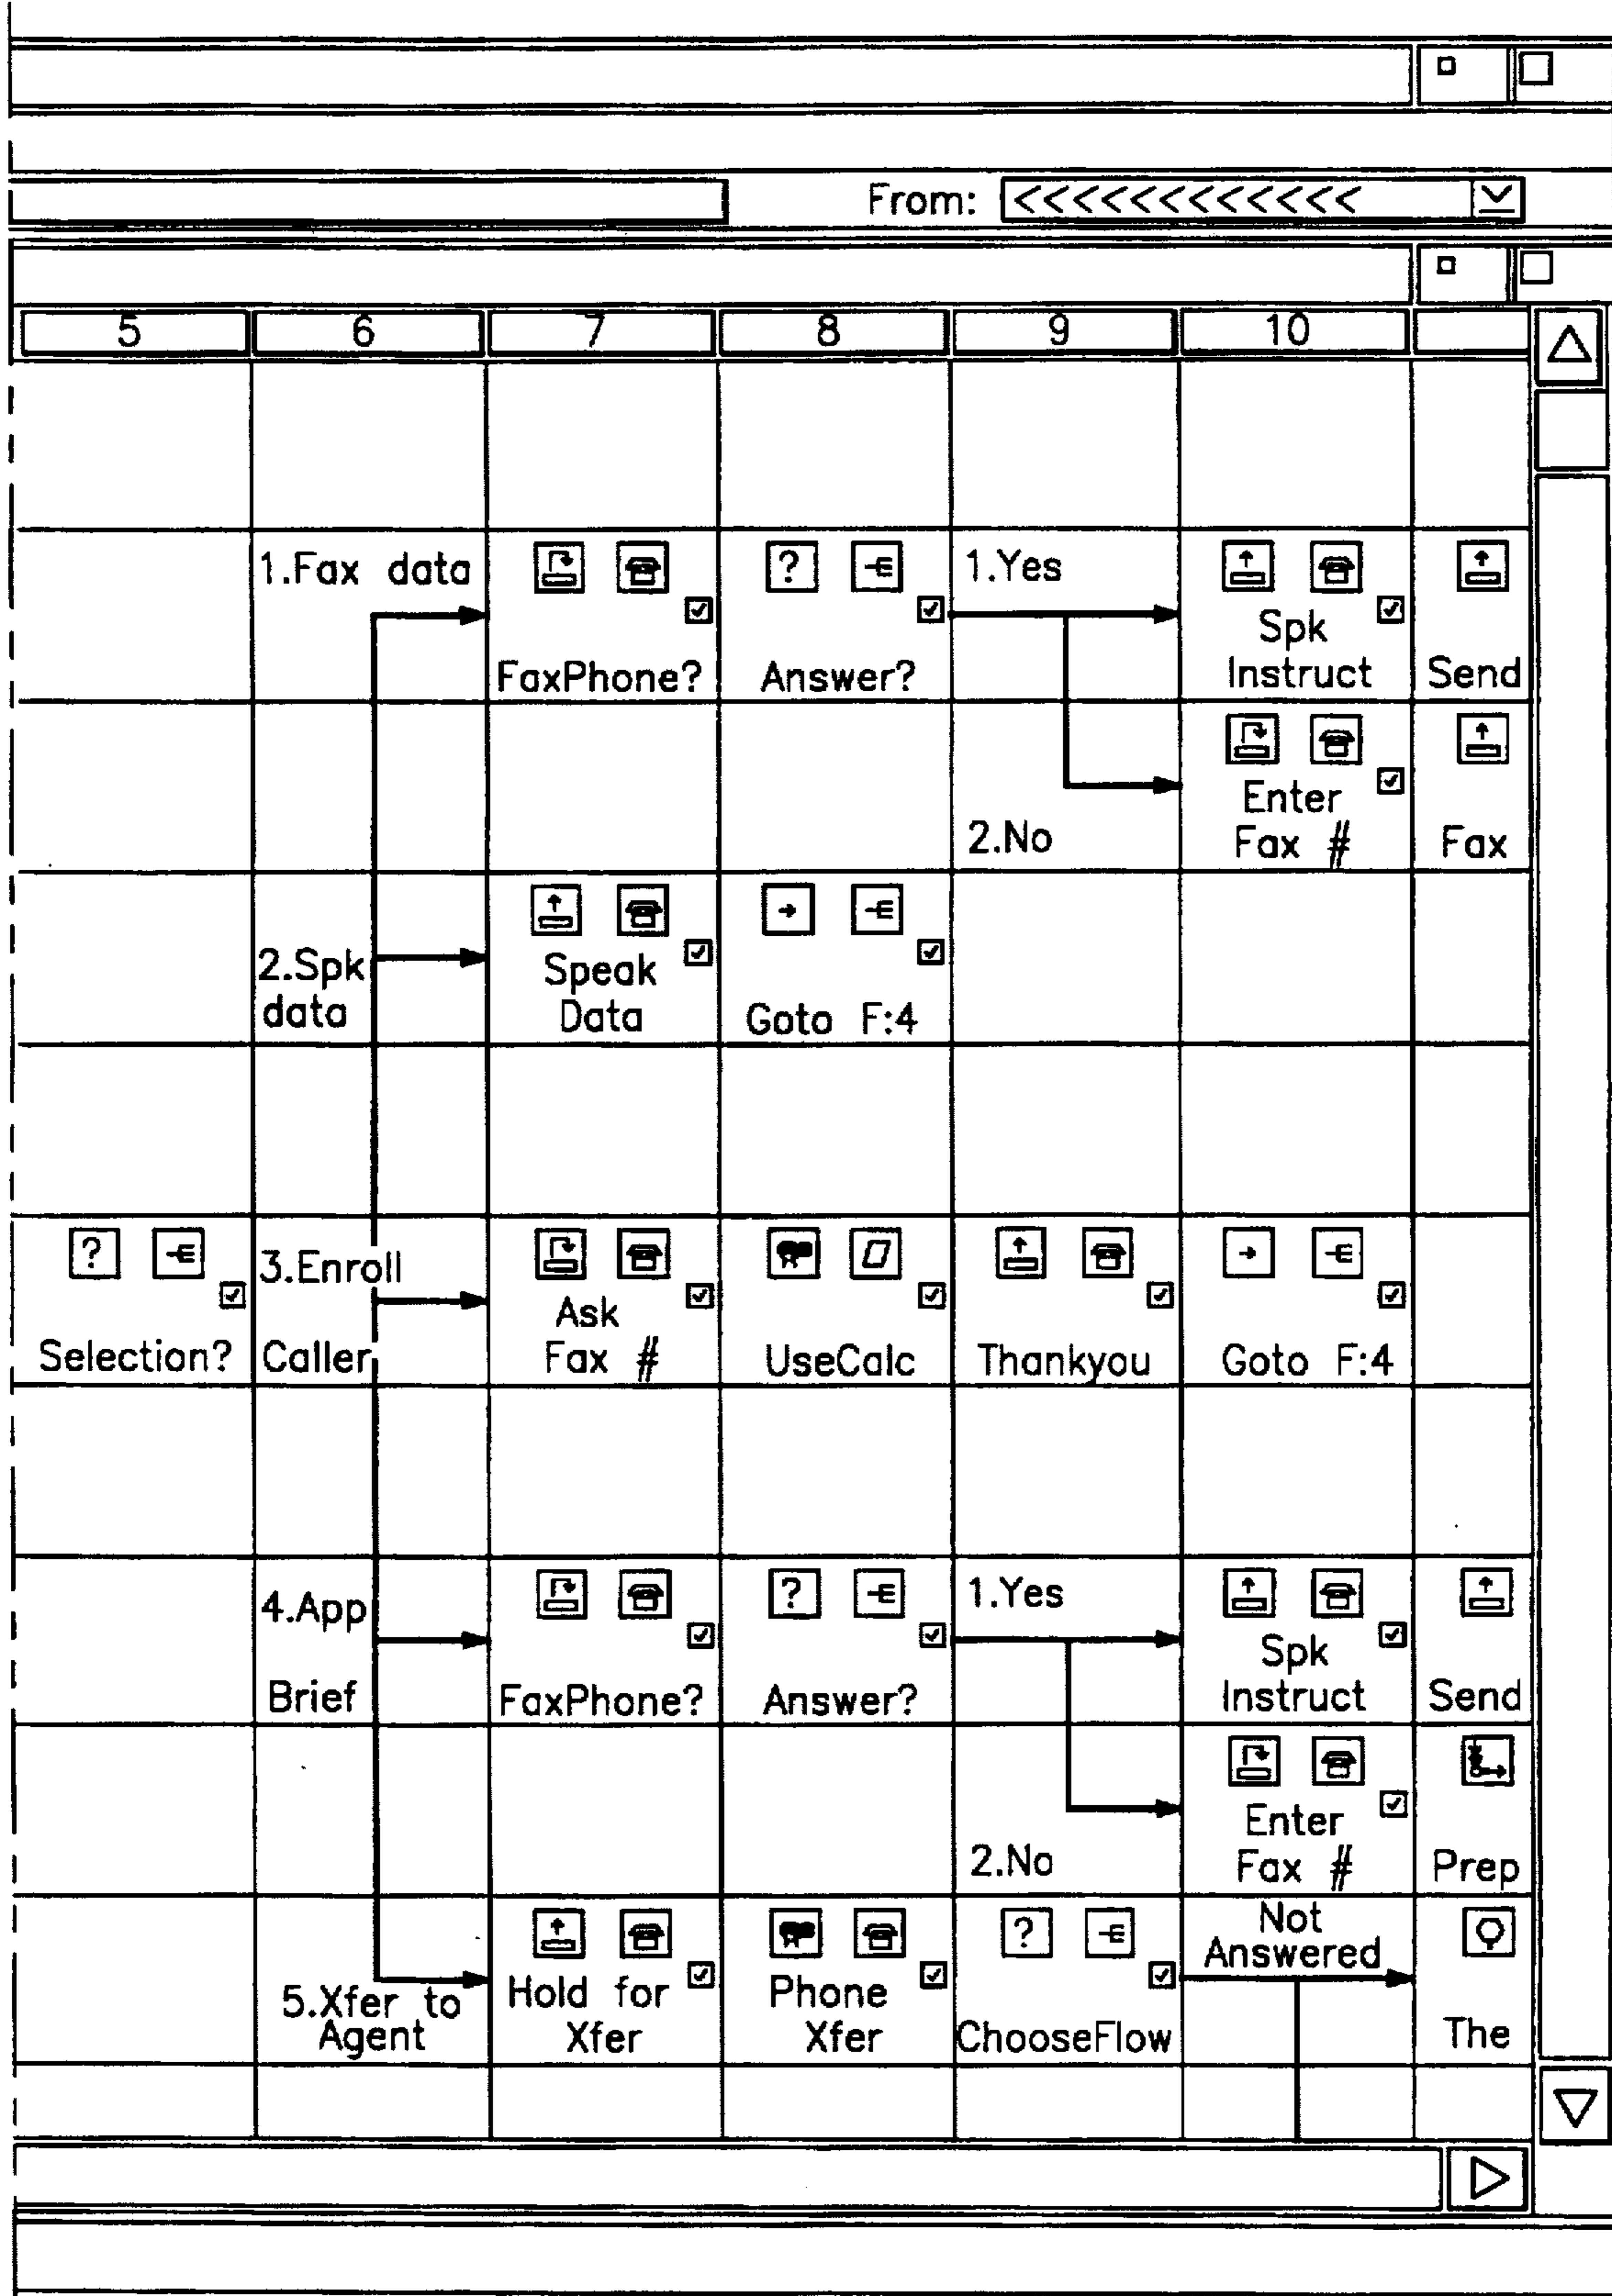 From: <<<<<<<<<<<<
5 6 7 8 9 10
1.Fax data
FaxPhone?
? 
Answer?
1.Yes
Spk
Instruct
Send
2.No
Enter
Fax #
Fax
2.Spk
data
Speak
Data
Goto F:4
?
Selection?
3.Enroll
Caller
Ask
Fax #
UseCalc
Thankyou
Goto F:4
4.App
Brief
FaxPhone?
?
Answer?
1.Yes
Spk
Instruct
Send
2.No
Enter
Fax #
Prep
5.Xfer to
Agent
Hold for
Xfer
Phone
Xfer
?
ChooseFlow
Not
Answered
The